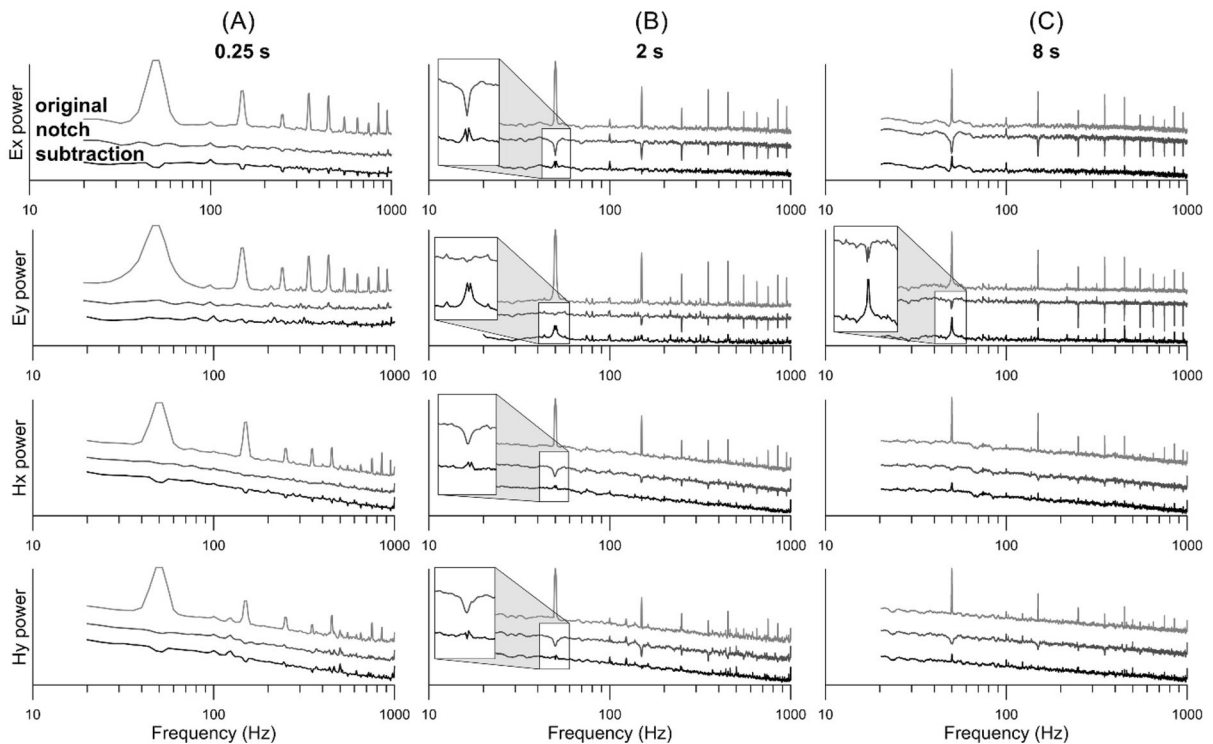 (A) (B) (C)
0.25 s 2 s 8 s
Ex power
original
notch
subtraction
10 100 1000 10 100 1000 10 100 1000
Ey power
10 100 1000 10 100 1000 10 100 1000
Hx power
10 100 1000 10 100 1000 10 100 1000
Hy power
10 100 1000 10 100 1000 10 100 1000
Frequency (Hz) Frequency (Hz) Frequency (Hz)